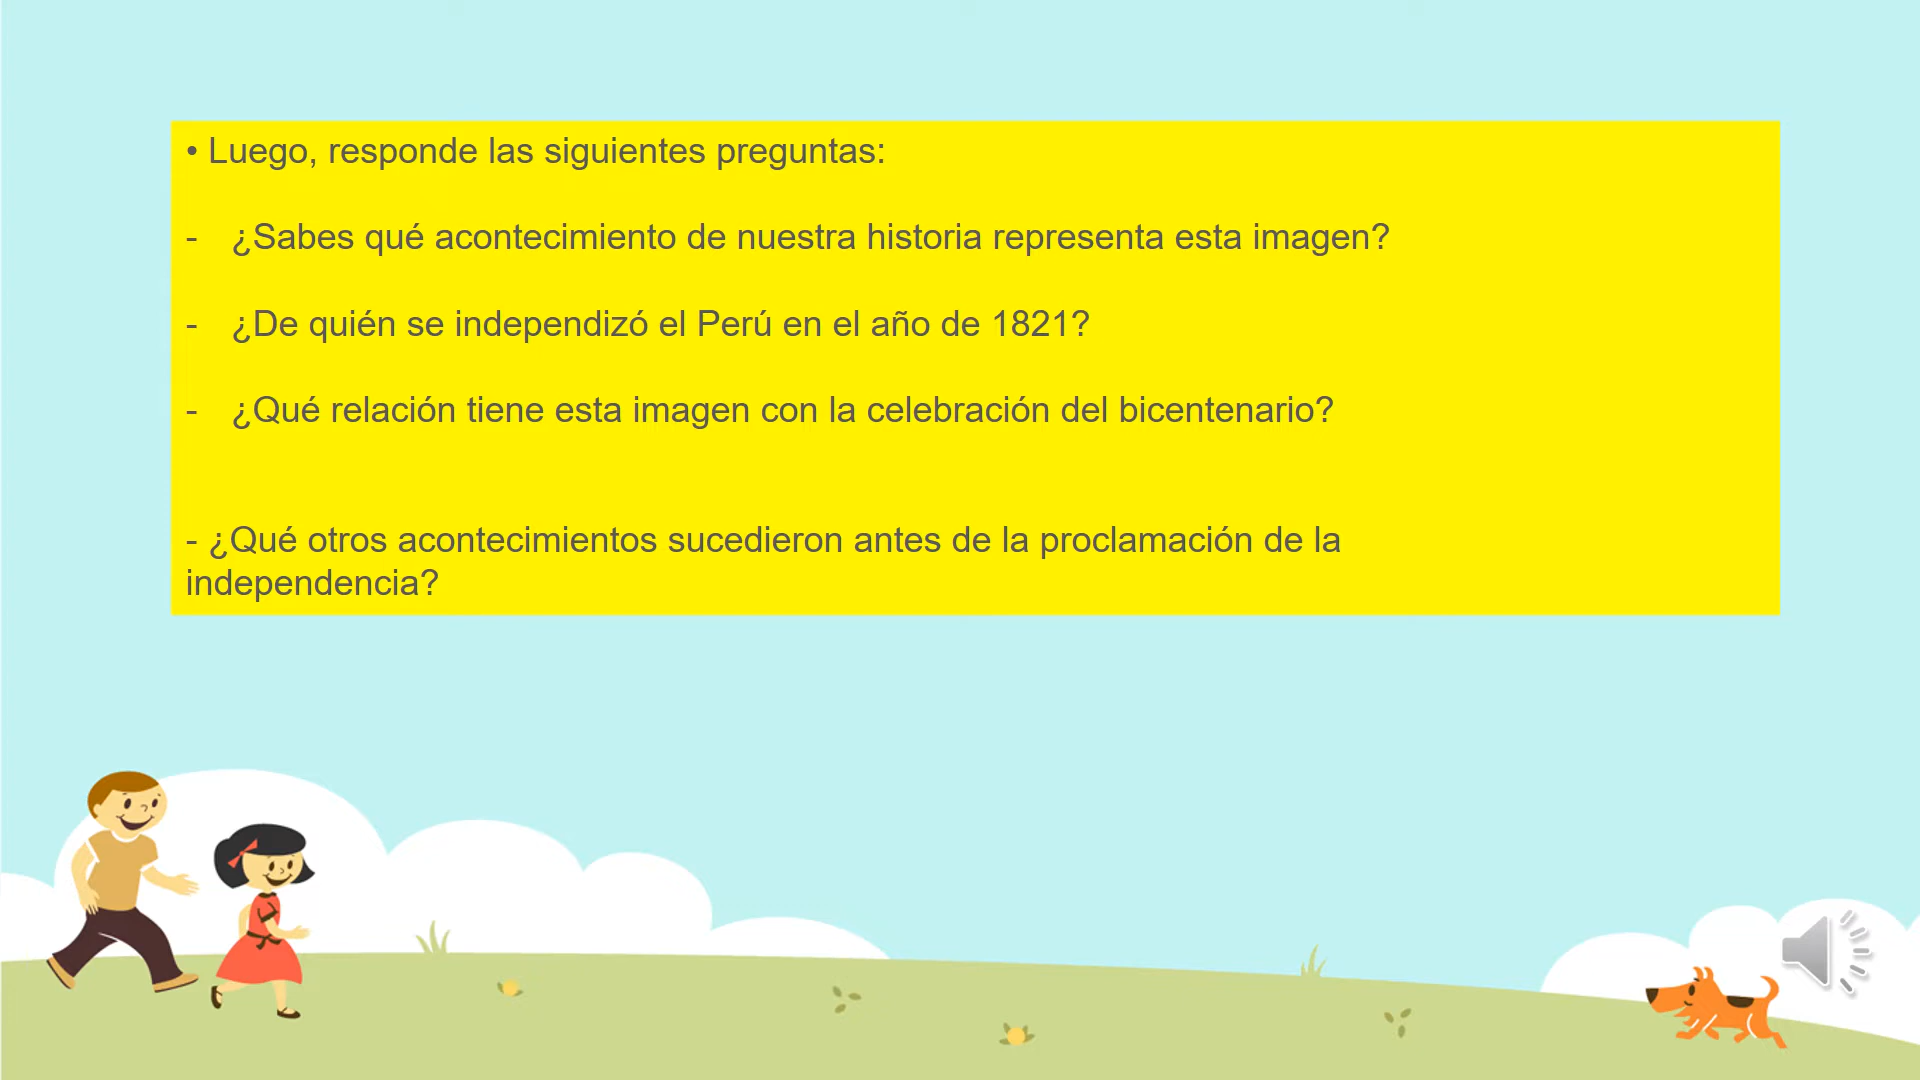 • Luego, responde las siguientes preguntas:
- ¿Sabes qué acontecimiento de nuestra historia representa esta imagen?
- ¿De quién se independizó el Perú en el año de 1821?
- ¿Qué relación tiene esta imagen con la celebración del bicentenario?
- ¿Qué otros acontecimientos sucedieron antes de la proclamación de la
independencia?